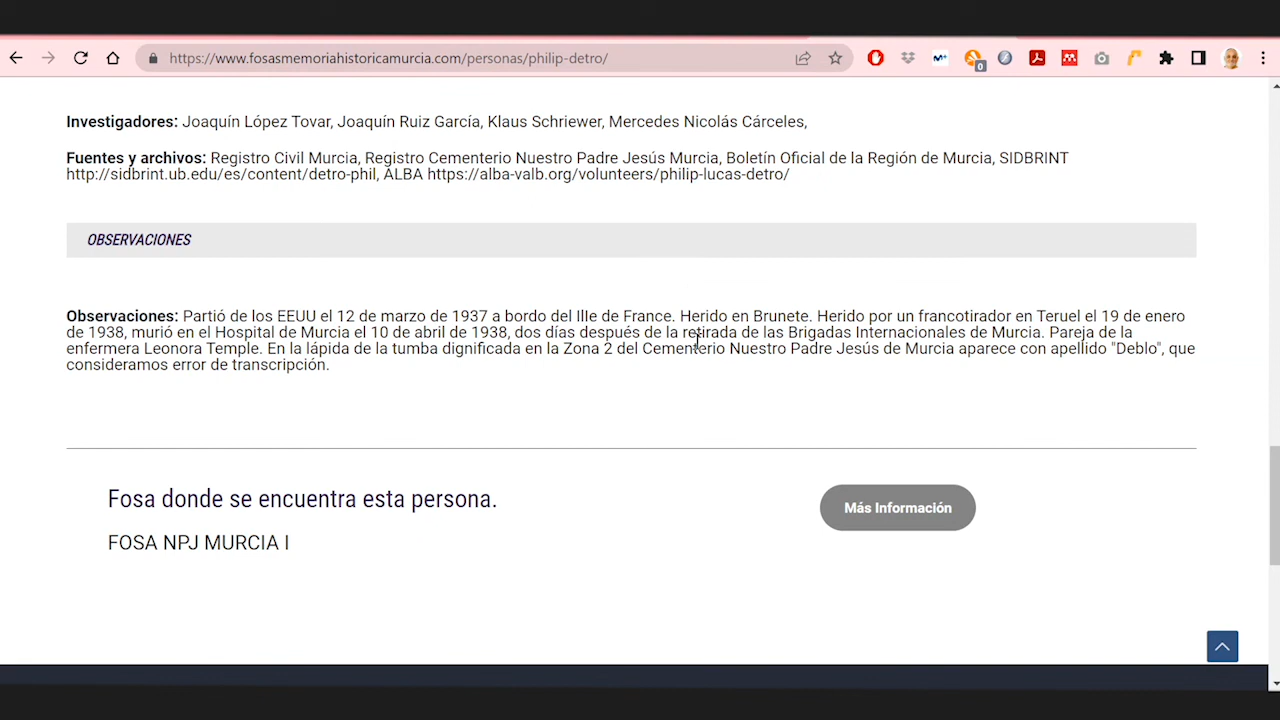 https://www.fosasmemoriahistoricamurcia.com/personas/philip-detro/
0
Investigadores: Joaquín López Tovar, Joaquín Ruiz García, Klaus Schriewer, Mercedes Nicolás Cárceles,
Fuentes y archivos: Registro Civil Murcia, Registro Cementerio Nuestro Padre Jesús Murcia, Boletín Oficial de la Región de Murcia, SIDBRINT
http://sidbrint.ub.edu/es/content/detro-phil, ALBA https://alba-valb.org/volunteers/philip-lucas-detro/
OBSERVACIONES
Observaciones: Partió de los EEUU el 12 de marzo de 1937 a bordo del Ille de France. Herido en Brunete. Herido por un francotirador en Teruel el 19 de enero
de 1938, murió en el Hospital de Murcia el 10 de abril de 1938, dos días después de la retirada de las Brigadas Internacionales de Murcia. Pareja de la
enfermera Leonora Temple. En la lápida de la tumba dignificada en la Zona 2 del Cementerio Nuestro Padre Jesús de Murcia aparece con apellido "Deblo", que
consideramos error de transcripción.
Fosa donde se encuentra esta persona.
Más Información
FOSA NPJ MURCIA I